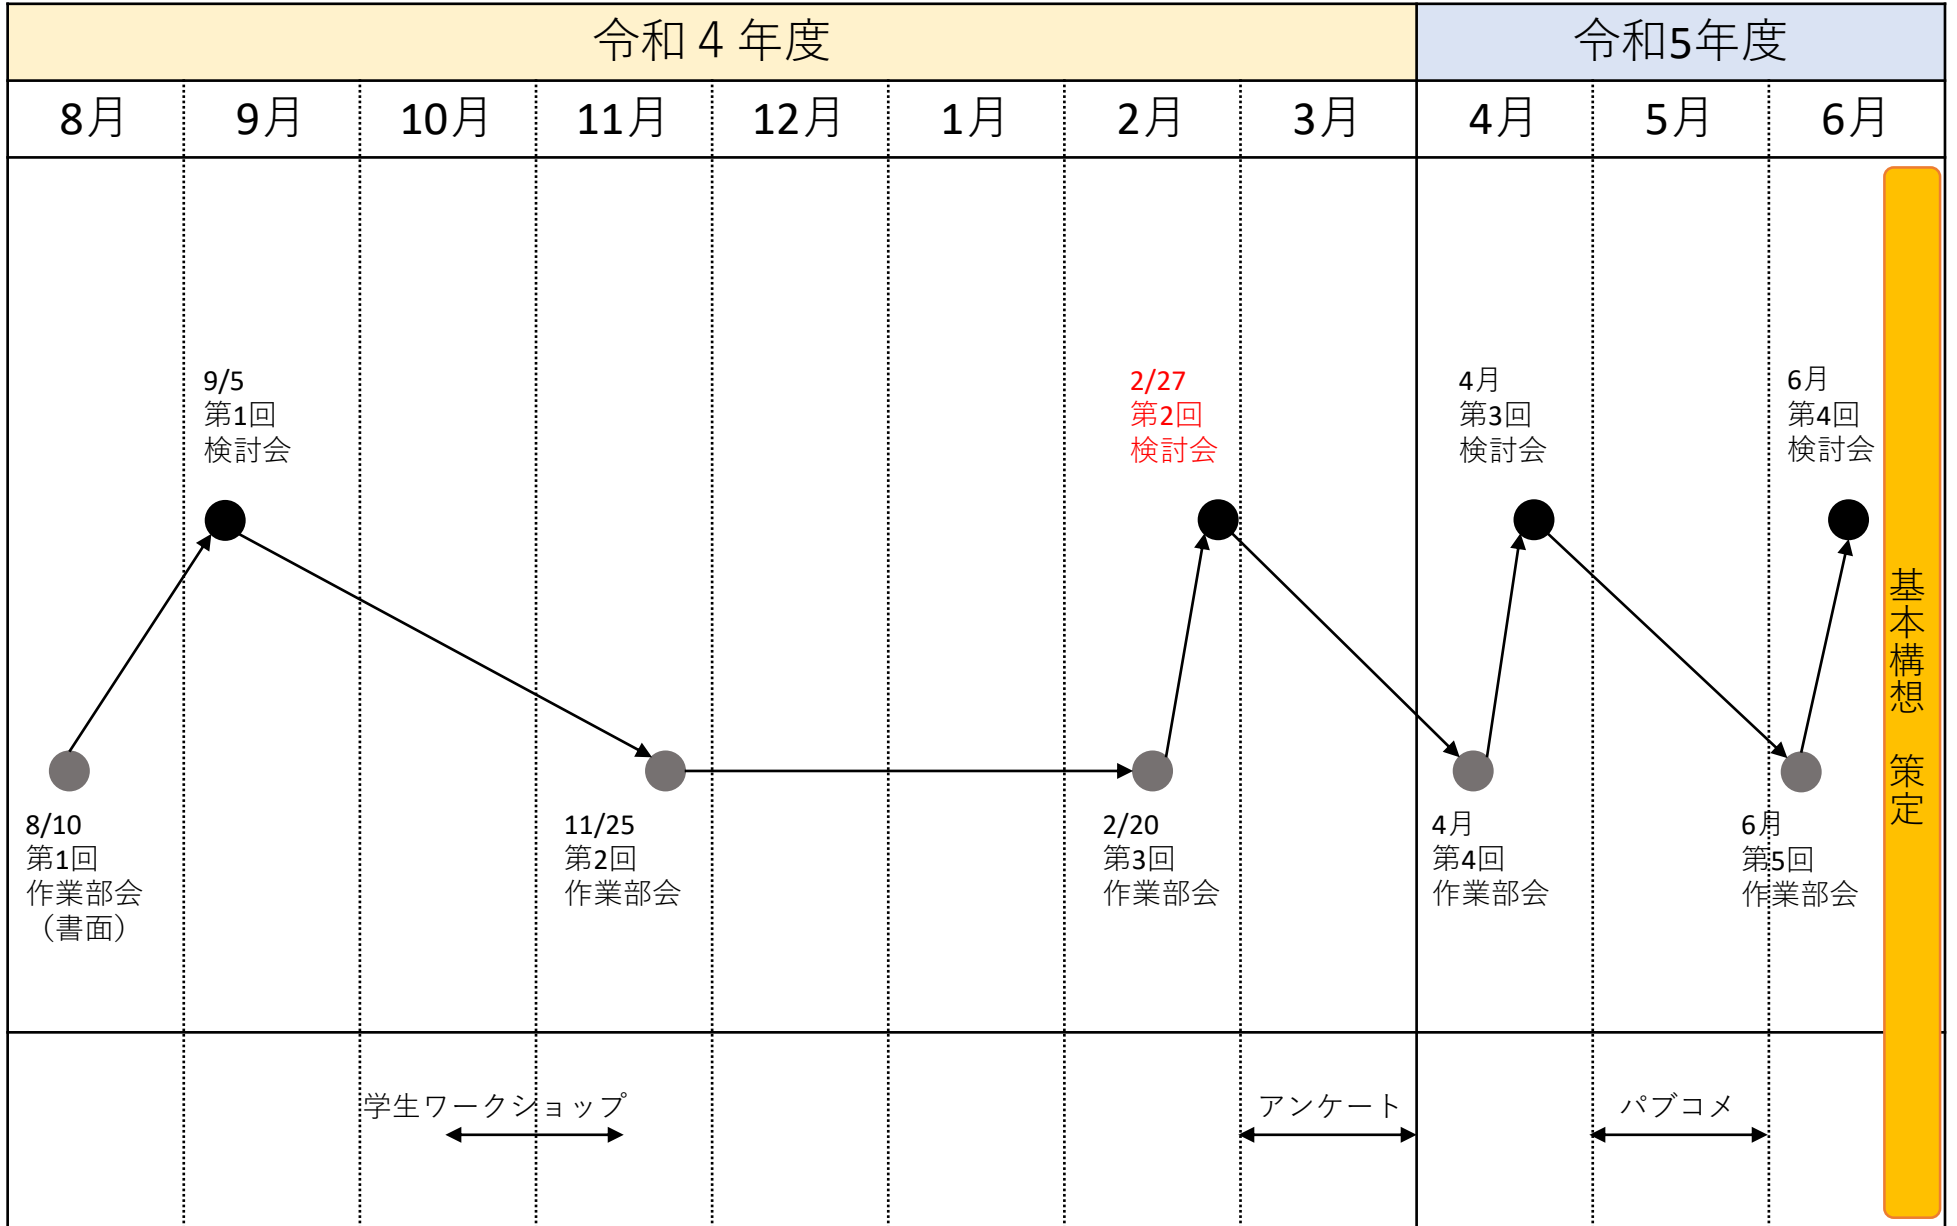 令和４年度
令和5年度
8月
9月
10月
11月
12月
1月
2月
3月
4月
5月
6月
9/5
第1回
検討会
2/27
第2回
検討会
4月
第3回
検討会
6月
第4回
検討会
8/10
第1回
作業部会
（書面）
11/25
第2回
作業部会
2/20
第3回
作業部会
4月
第4回
作業部会
6月
第5回
作業部会
基本構想　策定
学生ワークショップ
アンケート
パブコメ